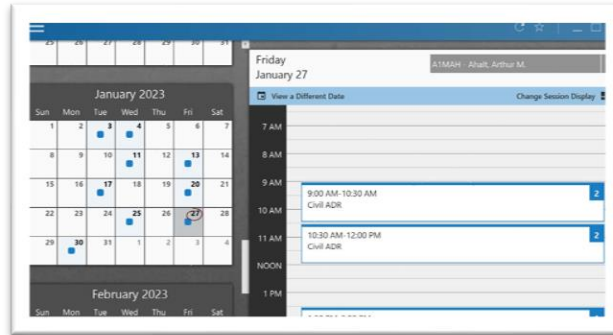 25 26 27 28 29 30 31
January 2023
Sun Mon Tue Wed Thu Fri Sat
1 2 3 4 5 6 7
8 9 10 11 12 13 14
15 16 17 18 19 20 21
22 23 24 25 26 27 28
29 30 31 1 2 3 4
February 2023
Sun Mon Tue Wed Thu Fri Sat
Friday
January 27
A1MAH - Ahalt, Arthur M.
View a Different Date
Change Session Display
7 AM
8 AM
9 AM
9:00 AM-10:30 AM
2
Civil ADR
10 AM
10:30 AM-12:00 PM
2
11 AM
Civil ADR
NOON
1 PM